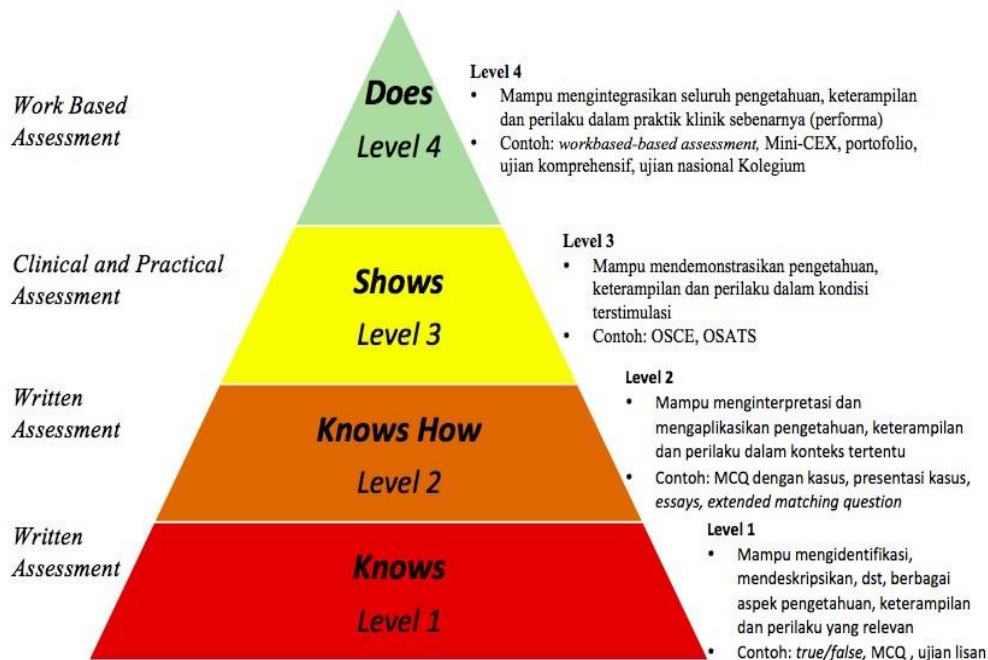 Work Based
Assessment
Does
Level 4
Level 4
• Mampu mengintegrasikan seluruh pengetahuan, keterampilan
dan perilaku dalam praktik klinik sebenarnya (performa)
• Contoh: workbased-based assessment, Mini-CEX, portofolio,
ujian komprehensif, ujian nasional Kolegium
Clinical and Practical
Assessment
Shows
Level 3
Level 3
• Mampu mendemonstrasikan pengetahuan,
keterampilan dan perilaku dalam kondisi
terstimulasi
• Contoh: OSCE, OSATS
Written
Assessment
Knows How
Level 2
Level 2
• Mampu menginterpretasi dan
mengaplikasikan pengetahuan, keterampilan
dan perilaku dalam konteks tertentu
• Contoh: MCQ dengan kasus, presentasi kasus,
essays, extended matching question
Written
Assessment
Knows
Level 1
Level 1
• Mampu mengidentifikasi,
mendeskripsikan, dst, berbagai
aspek pengetahuan, keterampilan
dan perilaku yang relevan
• Contoh: true/false, MCQ , ujian lisan